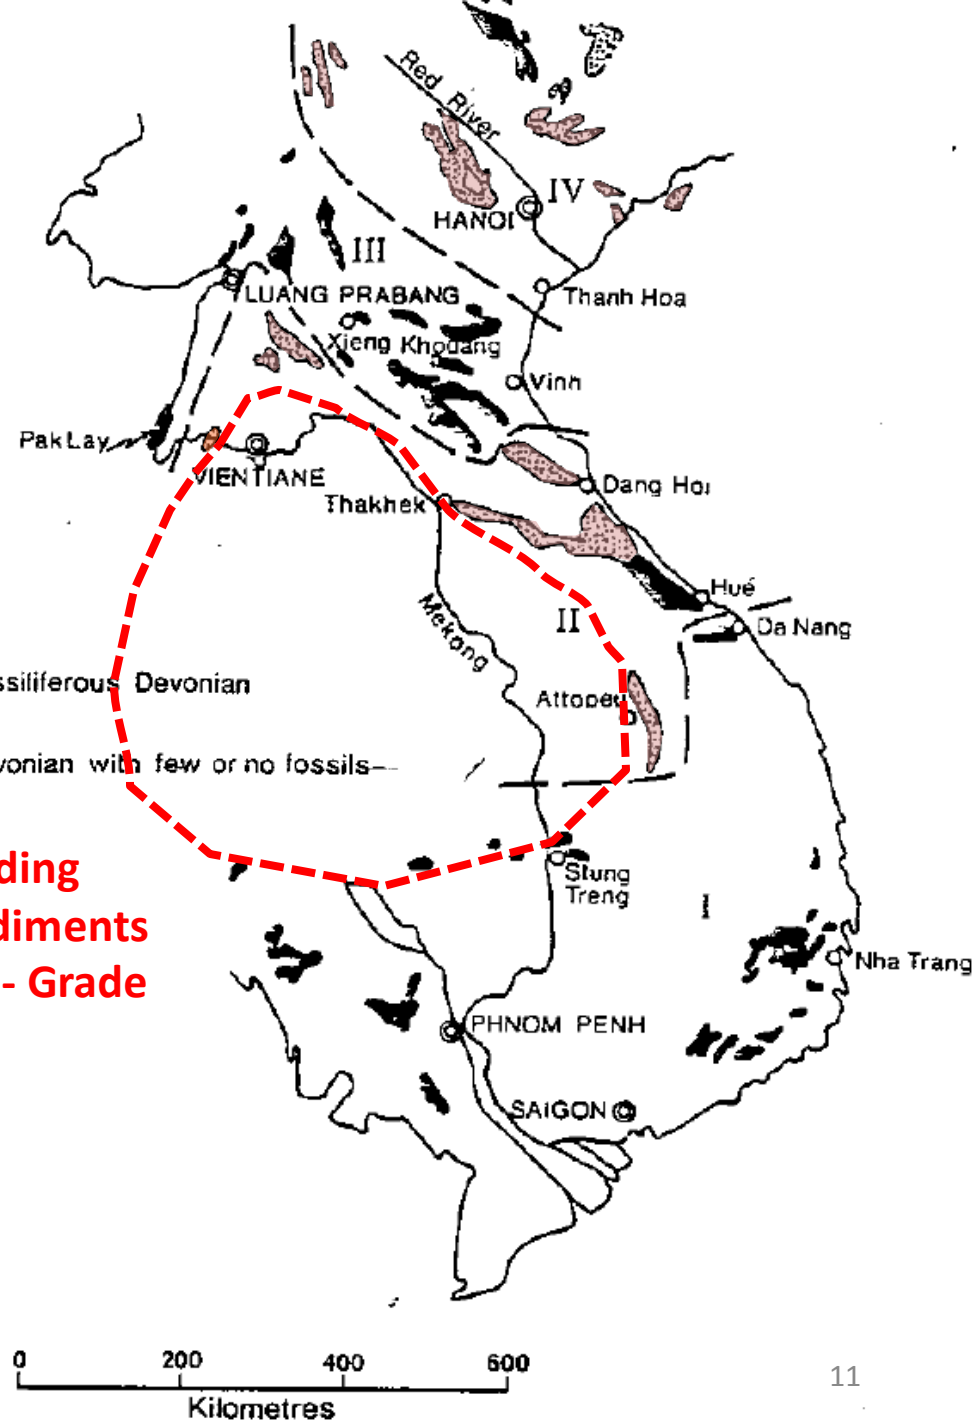 Red River
IV
HANOI
III
LUANG PRABANG
Thanh Hoa
Xieng Khouang
Vinh
Pak Lay
VIENTIANE
Dang Hoi
Thakhek
Hué
II
Da Nang
Mekong
ssiliferous Devonian
Attopeu
vonian with few or no fossils
ding
diments
- Grade
Stung
Treng
I
Nha Trang
PHNOM PENH
SAIGON
0 200 400 600
Kilometres
11